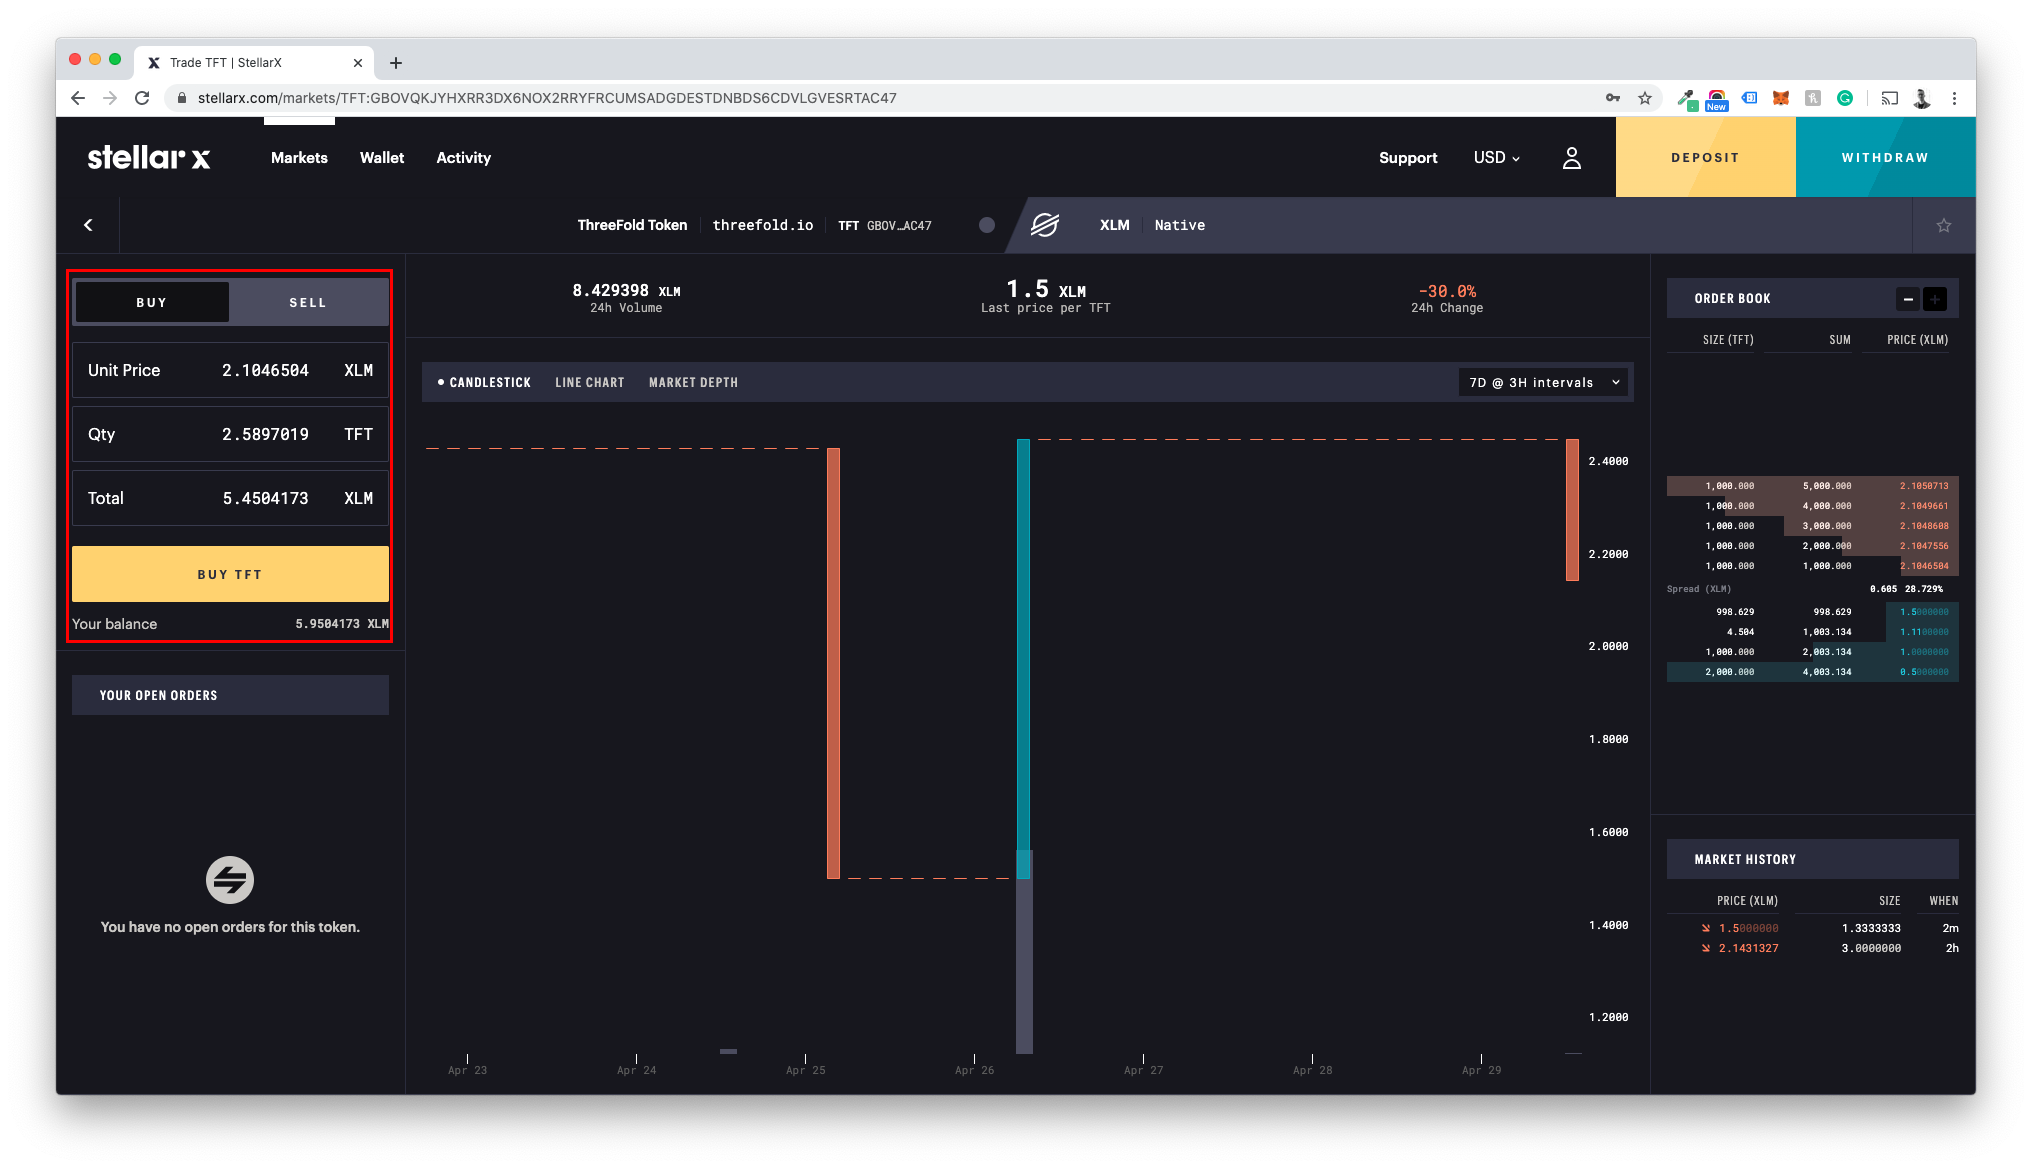 Trade TFT | StellarX
stellarx.com/markets/TFT:GBOVQKJYHXRR3DX6NOX2RRYFRCUMSADGDESTDNBDS6CDVLGVESRTAC47
New
stellar x
Markets Wallet Activity
Support USD
DEPOSIT
WITHDRAW
ThreeFold Token threefold.io TFT GBOV…AC47
XLM Native
BUY SELL
Unit Price 2.1046504 XLM
Qty 2.5897019 TFT
Total 5.4504173 XLM
BUY TFT
Your balance 5.9504173 XLM
YOUR OPEN ORDERS
You have no open orders for this token.
8.429398 XLM
24h Volume
1.5 XLM
Last price per TFT
-30.0%
24h Change
CANDLESTICK LINE CHART MARKET DEPTH
7D @ 3H intervals
2.4000
2.2000
2.0000
1.8000
1.6000
1.4000
1.2000
Apr 23 Apr 24 Apr 25 Apr 26 Apr 27 Apr 28 Apr 29
ORDER BOOK
SIZE (TFT) SUM PRICE (XLM)
1,000.000 5,000.000 2.1050713
1,000.000 4,000.000 2.1049661
1,000.000 3,000.000 2.1048608
1,000.000 2,000.000 2.1047556
1,000.000 1,000.000 2.1046504
Spread (XLM) 0.605 28.729%
998.629 998.629 1.5000000
4.504 1,003.134 1.1100000
1,000.000 2,003.134 1.0000000
2,000.000 4,003.134 0.5000000
MARKET HISTORY
PRICE (XLM) SIZE WHEN
1.5000000 1.3333333 2m
2.1431327 3.0000000 2h